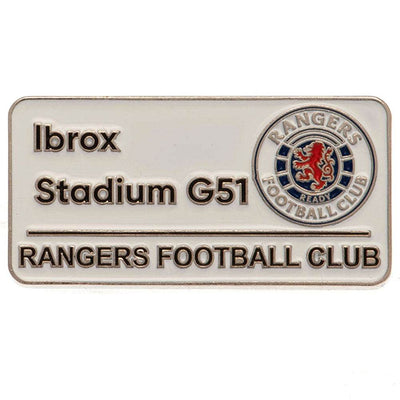 Ibrox
Stadium G51
RANGERS
READY
FOOTBALL CLUB
RANGERS FOOTBALL CLUB